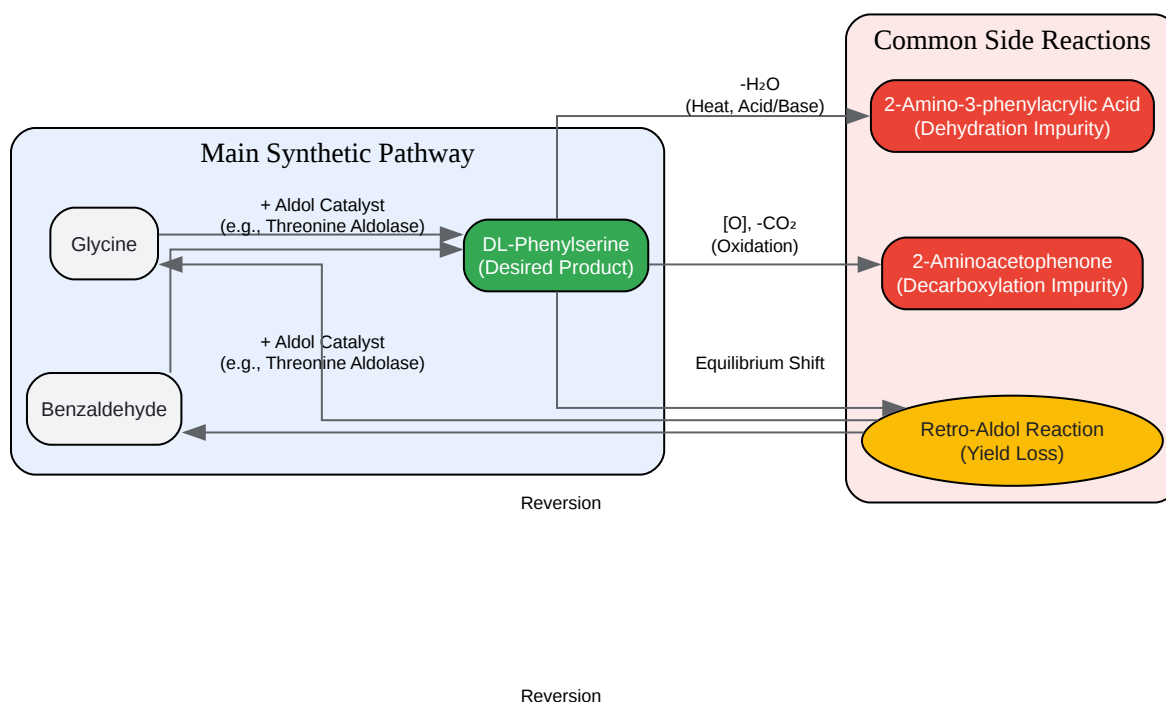 Common Side Reactions
-H₂O
(Heat, Acid/Base)
2-Amino-3-phenylacrylic Acid
(Dehydration Impurity)
Main Synthetic Pathway
+ Aldol Catalyst
(e.g., Threonine Aldolase)
Glycine
DL-Phenylserine
(Desired Product)
[O], -CO₂
(Oxidation)
2-Aminoacetophenone
(Decarboxylation Impurity)
+ Aldol Catalyst
(e.g., Threonine Aldolase)
Equilibrium Shift
Benzaldehyde
Retro-Aldol Reaction
(Yield Loss)
Reversion
Reversion